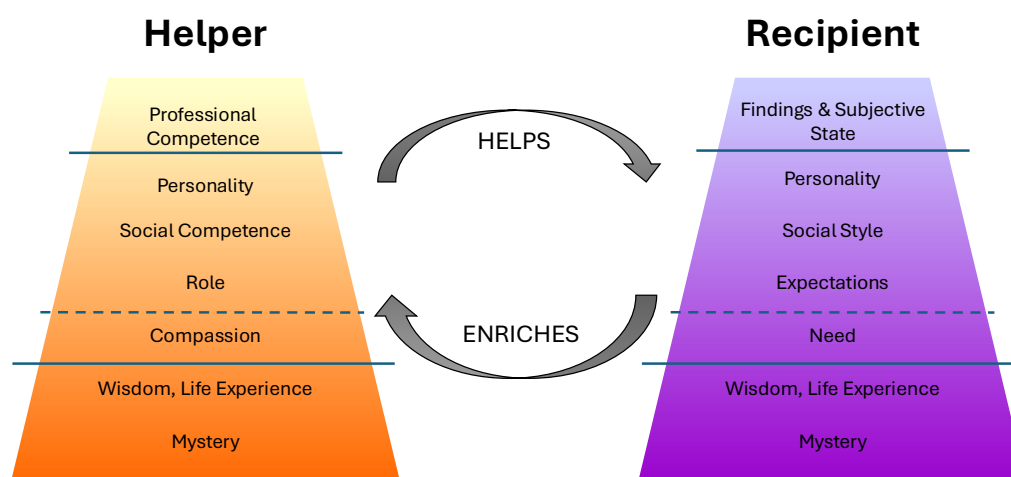 Helper
Professional
Competence
Personality
Social Competence
Role
Compassion
Wisdom, Life Experience
Mystery
HELPS
ENRICHES
Recipient
Findings & Subjective
State
Personality
Social Style
Expectations
Need
Wisdom, Life Experience
Mystery